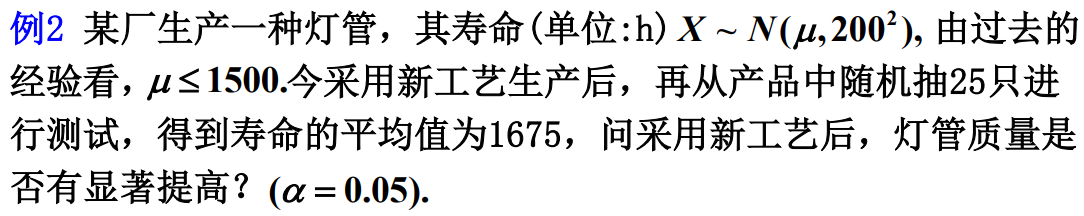 例2 某厂生产一种灯管，其寿命(单位:h) X ~ N(μ,200²), 由过去的
经验看，μ ≤ 1500.今采用新工艺生产后，再从产品中随机抽25只进
行测试，得到寿命的平均值为1675，问采用新工艺后，灯管质量是
否有显著提高？(α = 0.05).